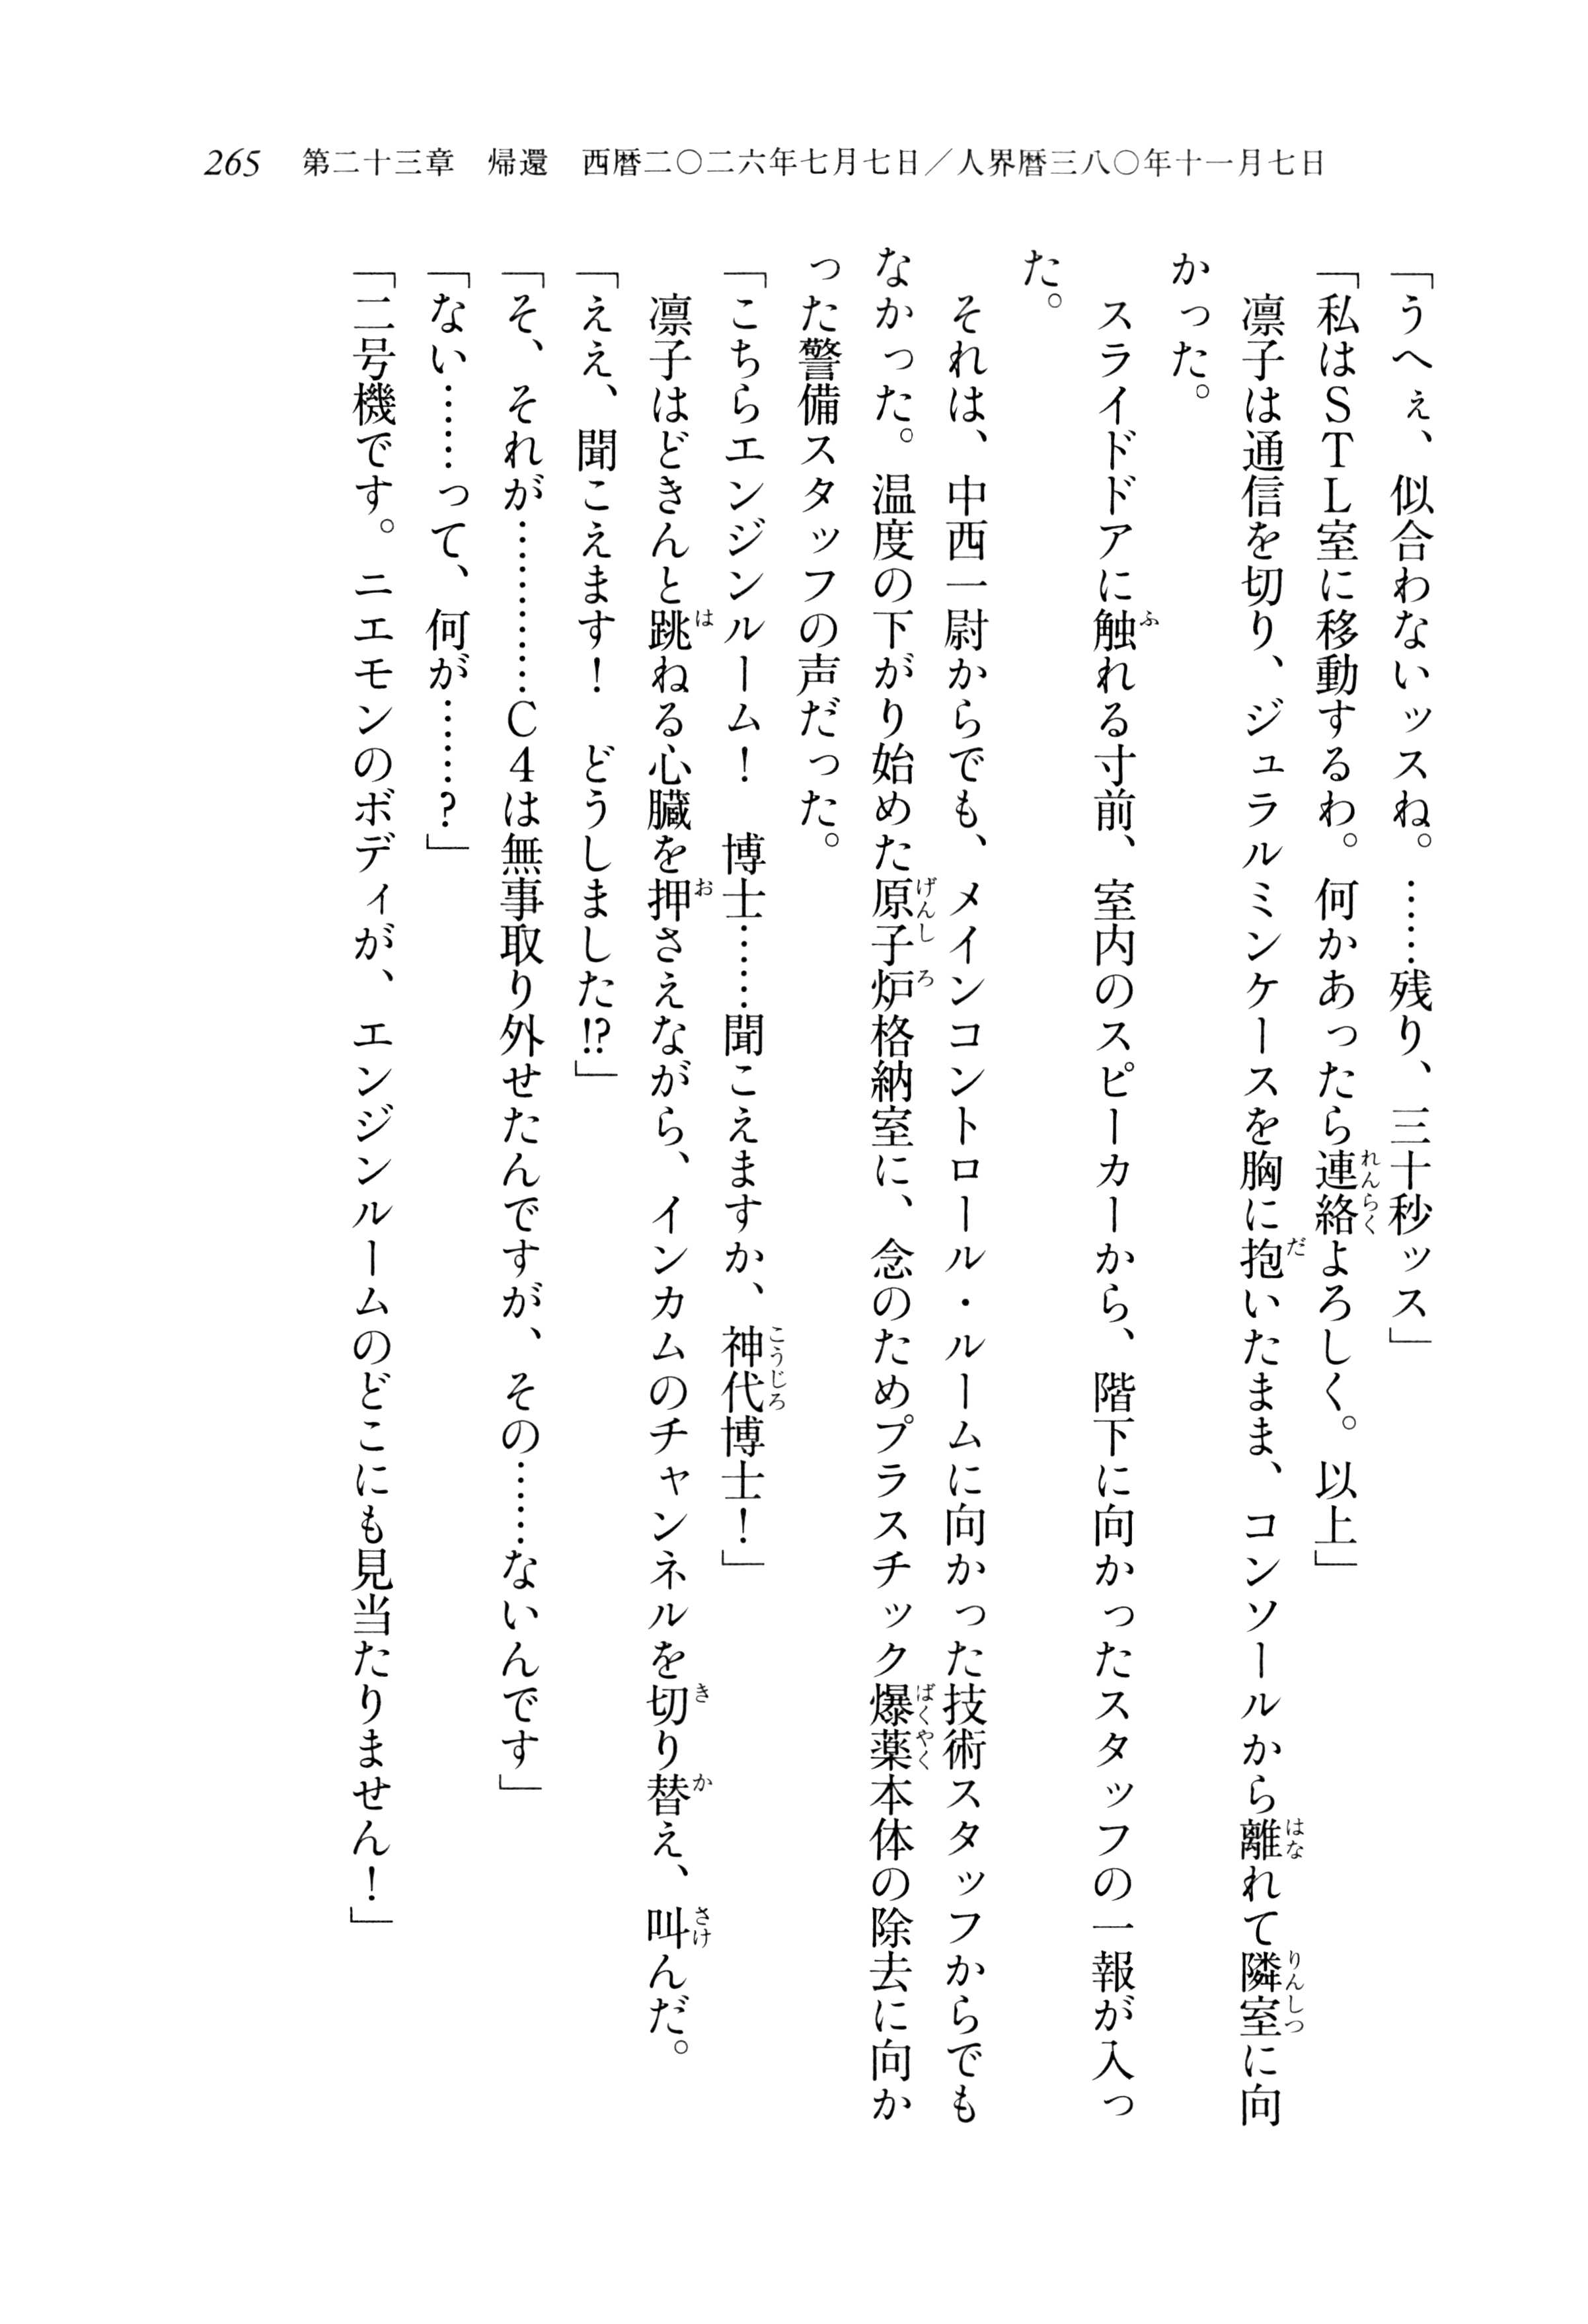 265　第二十三章　帰還　西暦二〇二六年七月七日／人界暦三八〇年十一月七日
「うへぇ、似合わないッスね。……残り、三十秒ッス」
「私はＳＴＬ室に移動するわ。何かあったら連絡よろしく。以上」
　凛子は通信を切り、ジュラルミンケースを胸に抱いたまま、コンソールから離れて隣室に向
かった。
　スライドドアに触れる寸前、室内のスピーカーから、階下に向かったスタッフの一報が入っ
た。
　それは、中西一尉からでも、メインコントロール・ルームに向かった技術スタッフからでも
なかった。温度の下がり始めた原子炉格納室に、念のためプラスチック爆薬本体の除去に向か
った警備スタッフの声だった。
「こちらエンジンルーム！　博士……聞こえますか、神代博士！」
　凛子はどきんと跳ねる心臓を押さえながら、インカムのチャンネルを切り替え、叫んだ。
「ええ、聞こえます！　どうしました!?」
「そ、それが…………Ｃ４は無事取り外せたんですが、その……ないんです」
「ない……って、何が……？」
「二号機です。ニエモンのボディが、エンジンルームのどこにも見当たりません！」